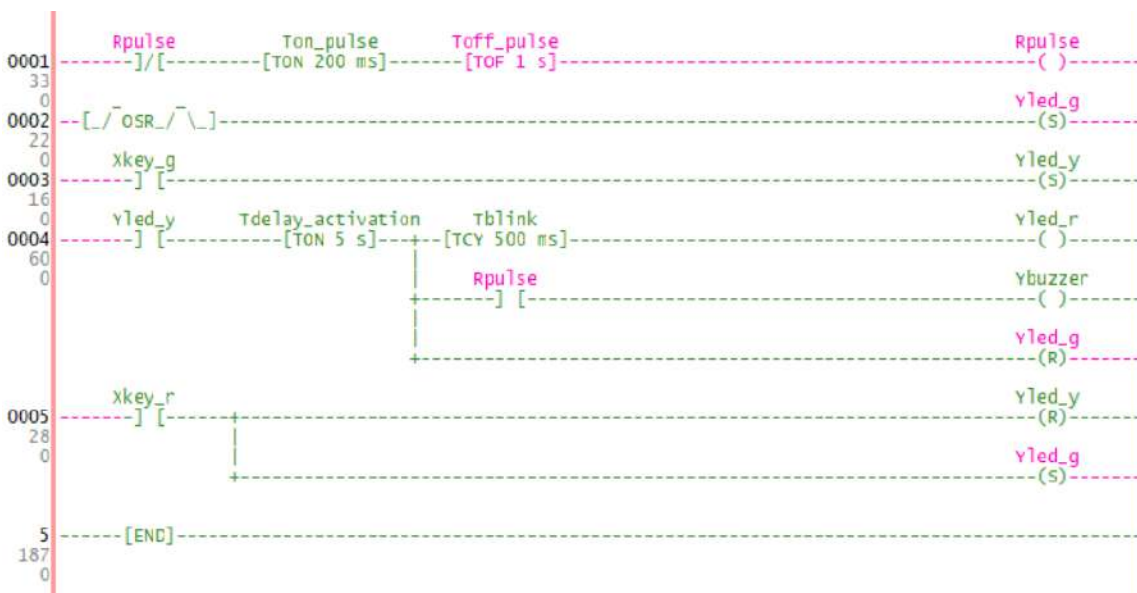 Rpulse Ton_pulse Toff_pulse Rpulse
0001 -------]/[---------[TON 200 ms]-------[TOF 1 s]-------( )-------
33
0 Yled_g
0002 --[_/ OSR_/ \_]-------(S)-------
22
0 Xkey_g Yled_y
0003 -------] [-------(S)-------
16
0 Yled_y Tdelay_activation Tblink Yled_r
0004 -------] [-----------[TON 5 s]---+--[TCY 500 ms]-------( )-------
60
0 Rpulse Ybuzzer
+-------] [-------( )-------
Yled_g
+-------(R)-------
Xkey_r Yled_y
0005 -------] [-------+-------(R)-------
28
0 Yled_g
+-------(S)-------
5 ------[END]-------
187
0